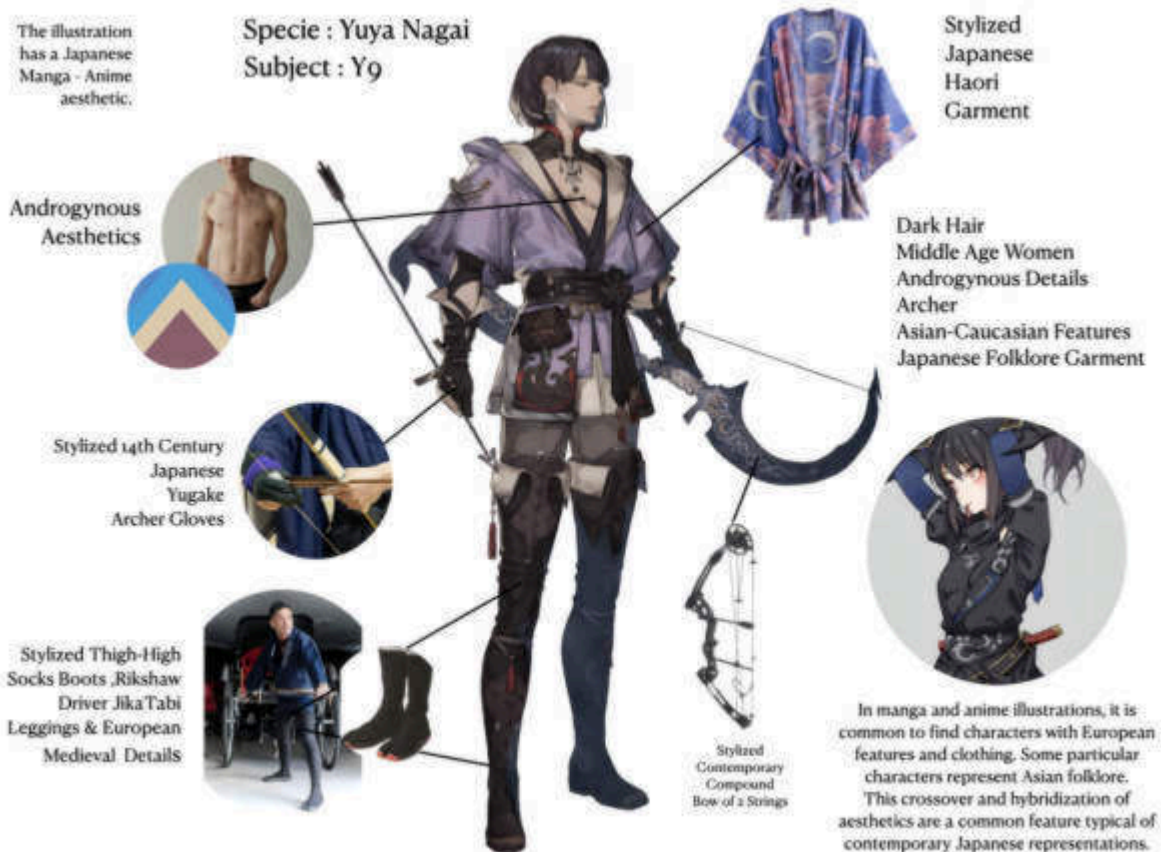 The illustration
has a Japanese
Manga - Anime
aesthetic.
Specie : Yuya Nagai
Subject : Y9
Stylized
Japanese
Haori
Garment
Androgynous
Aesthetics
Dark Hair
Middle Age Women
Androgynous Details
Archer
Asian-Caucasian Features
Japanese Folklore Garment
Stylized 14th Century
Japanese
Yugake
Archer Gloves
Stylized Thigh-High
Socks Boots ,Rikshaw
Driver JikaTabi
Leggings & European
Medieval Details
Stylized
Contemporary
Compound
Bow of 2 Strings
In manga and anime illustrations, it is
common to find characters with European
features and clothing. Some particular
characters represent Asian folklore.
This crossover and hybridization of
aesthetics are a common feature typical of
contemporary Japanese representations.